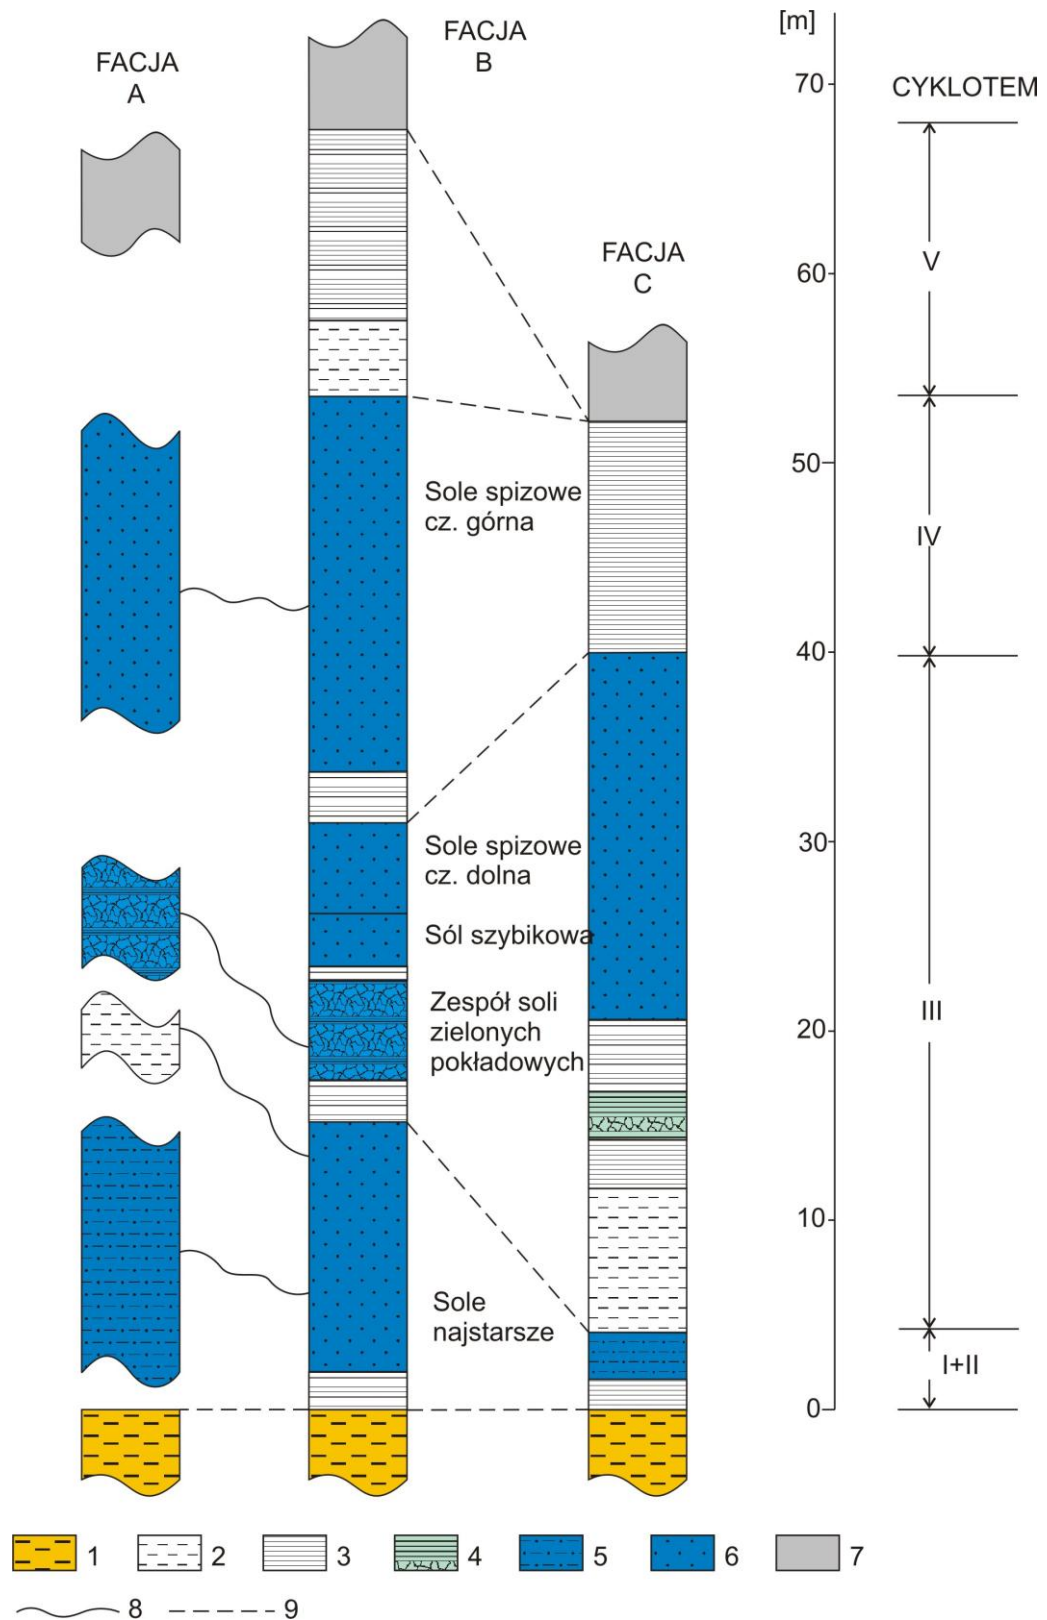 FACJA
A
FACJA
B
[m]
70
CYKLOTEM
V
60
FACJA
C
Sole spizowe
cz. górna
50
IV
40
Sole spizowe
cz. dolna
30
Sól szybikowa
Zespół soli
zielonych
pokładowych
20
III
10
Sole
najstarsze
I+II
0
1
2
3
4
5
6
7
8
9